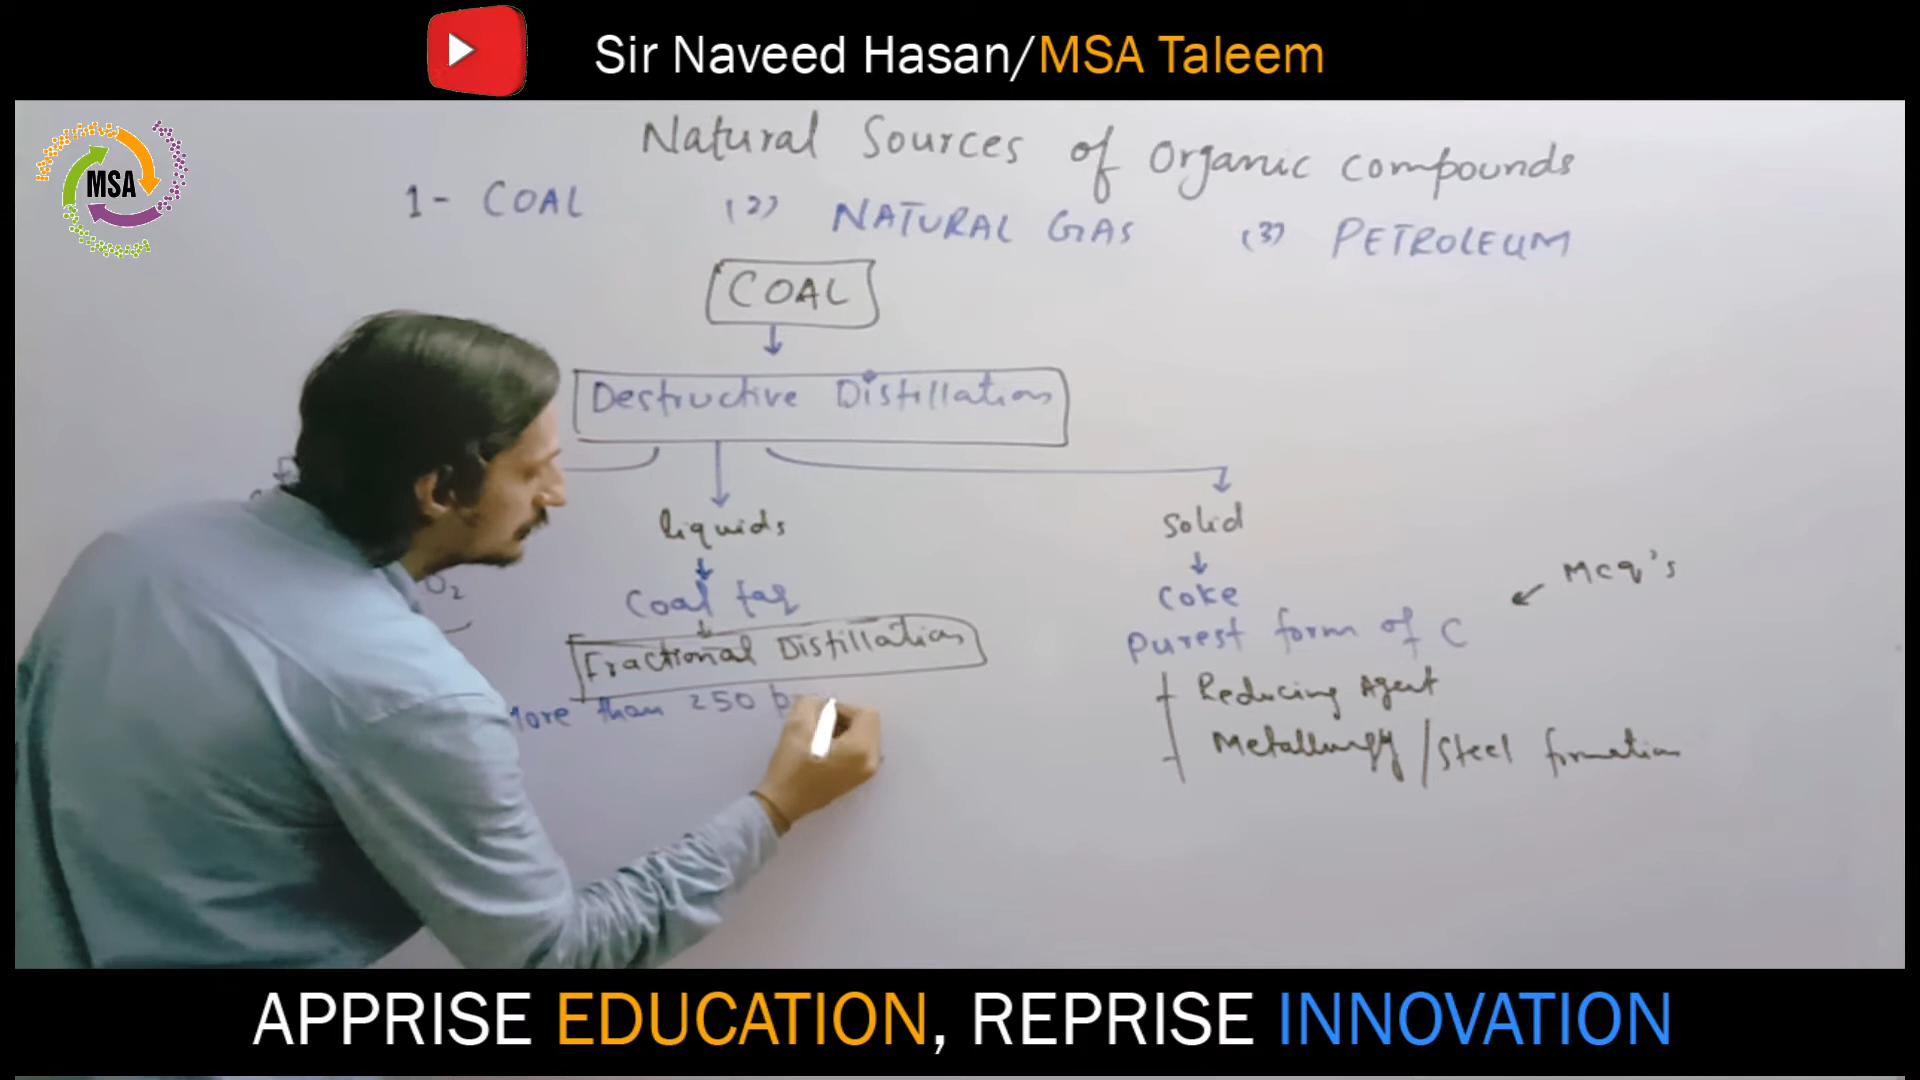 Sir Naveed Hasan/MSA Taleem
MSA
Natural Sources of Organic compounds
1- COAL (2) NATURAL GAS (3) PETROLEUM
COAL
Destructive Distillation
liquids
Solid
Coal tar
Coke
Mcq's
O2
Purest form of C
Fractional Distillation
Reducing Agent
More than 250
Metallurgy/Steel formation
APPRISE EDUCATION, REPRISE INNOVATION